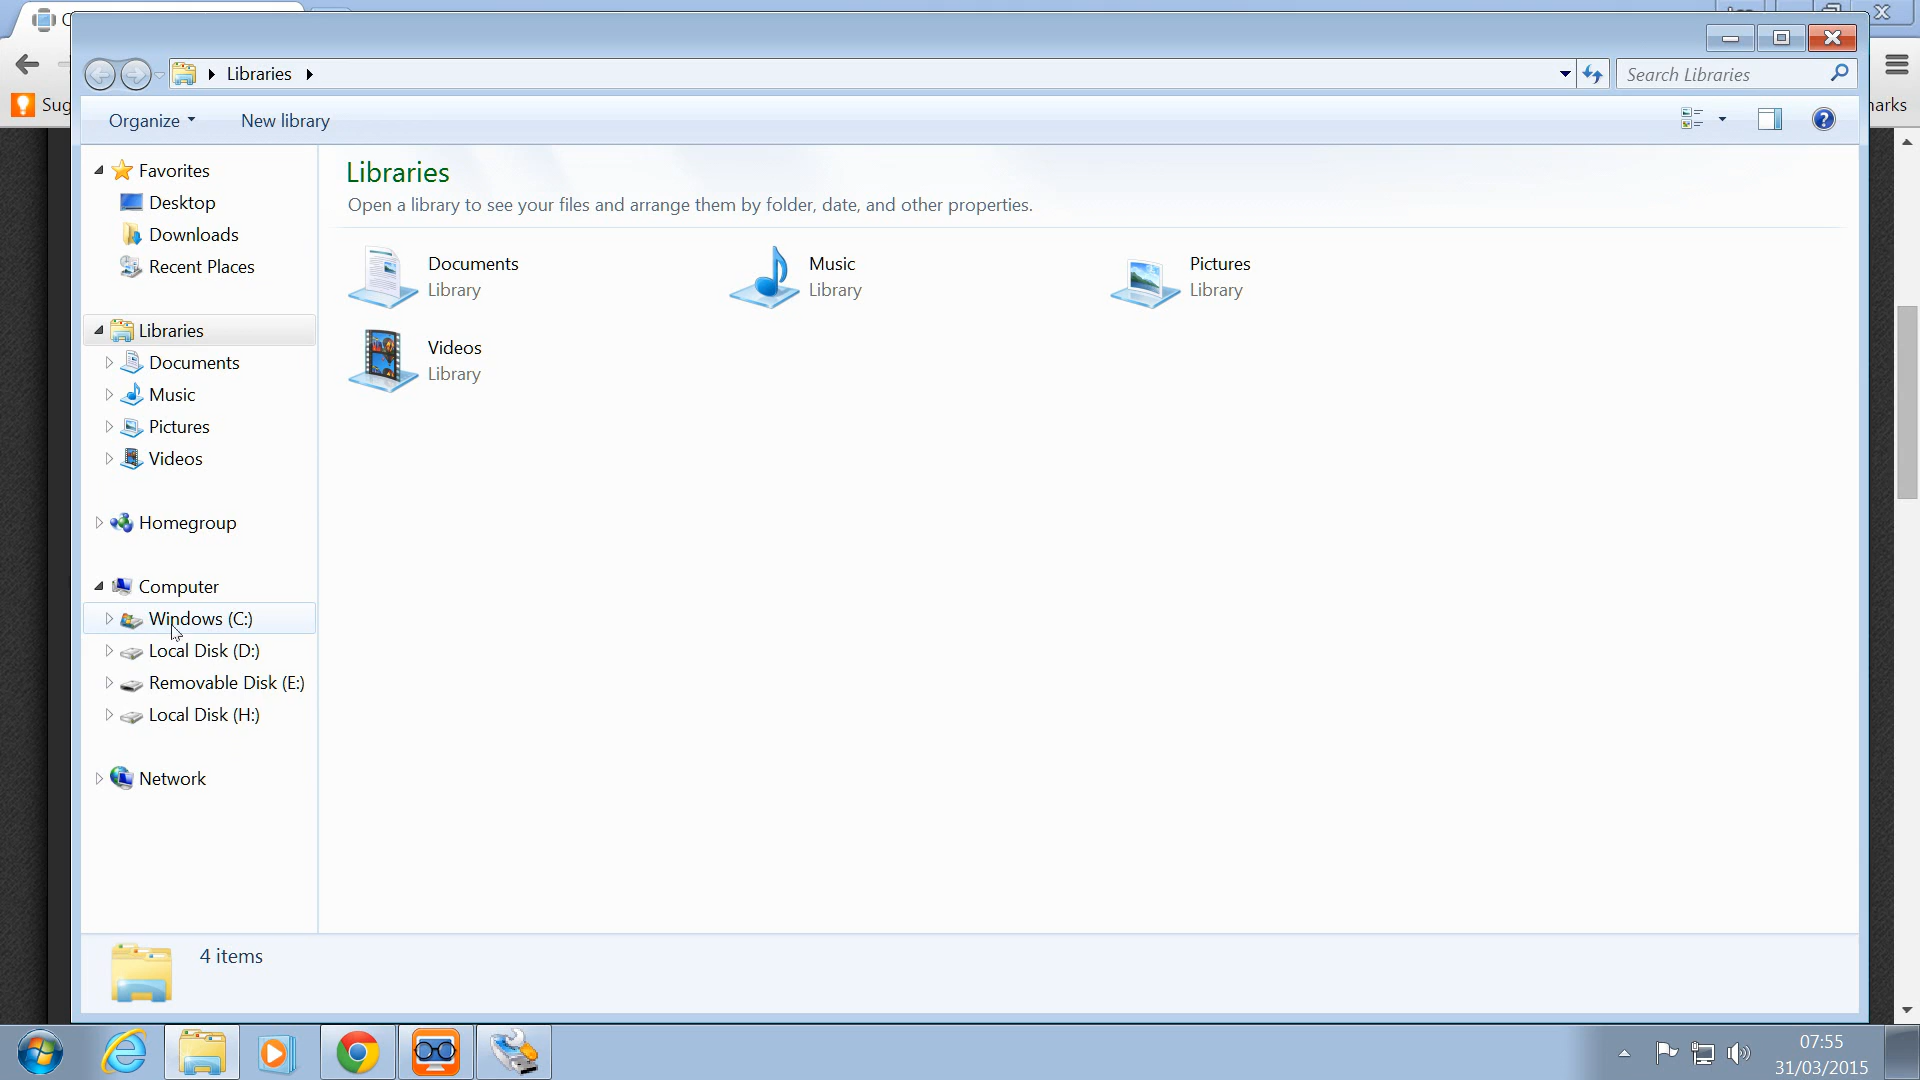 Libraries
Search Libraries
Sug
arks
Organize
New library
Favorites
Desktop
Downloads
Recent Places
Libraries
Documents
Music
Pictures
Videos
Homegroup
Computer
Windows (C:)
Local Disk (D:)
Removable Disk (E:)
Local Disk (H:)
Network
Libraries
Open a library to see your files and arrange them by folder, date, and other properties.
Documents
Library
Music
Library
Pictures
Library
Videos
Library
4 items
07:55
31/03/2015